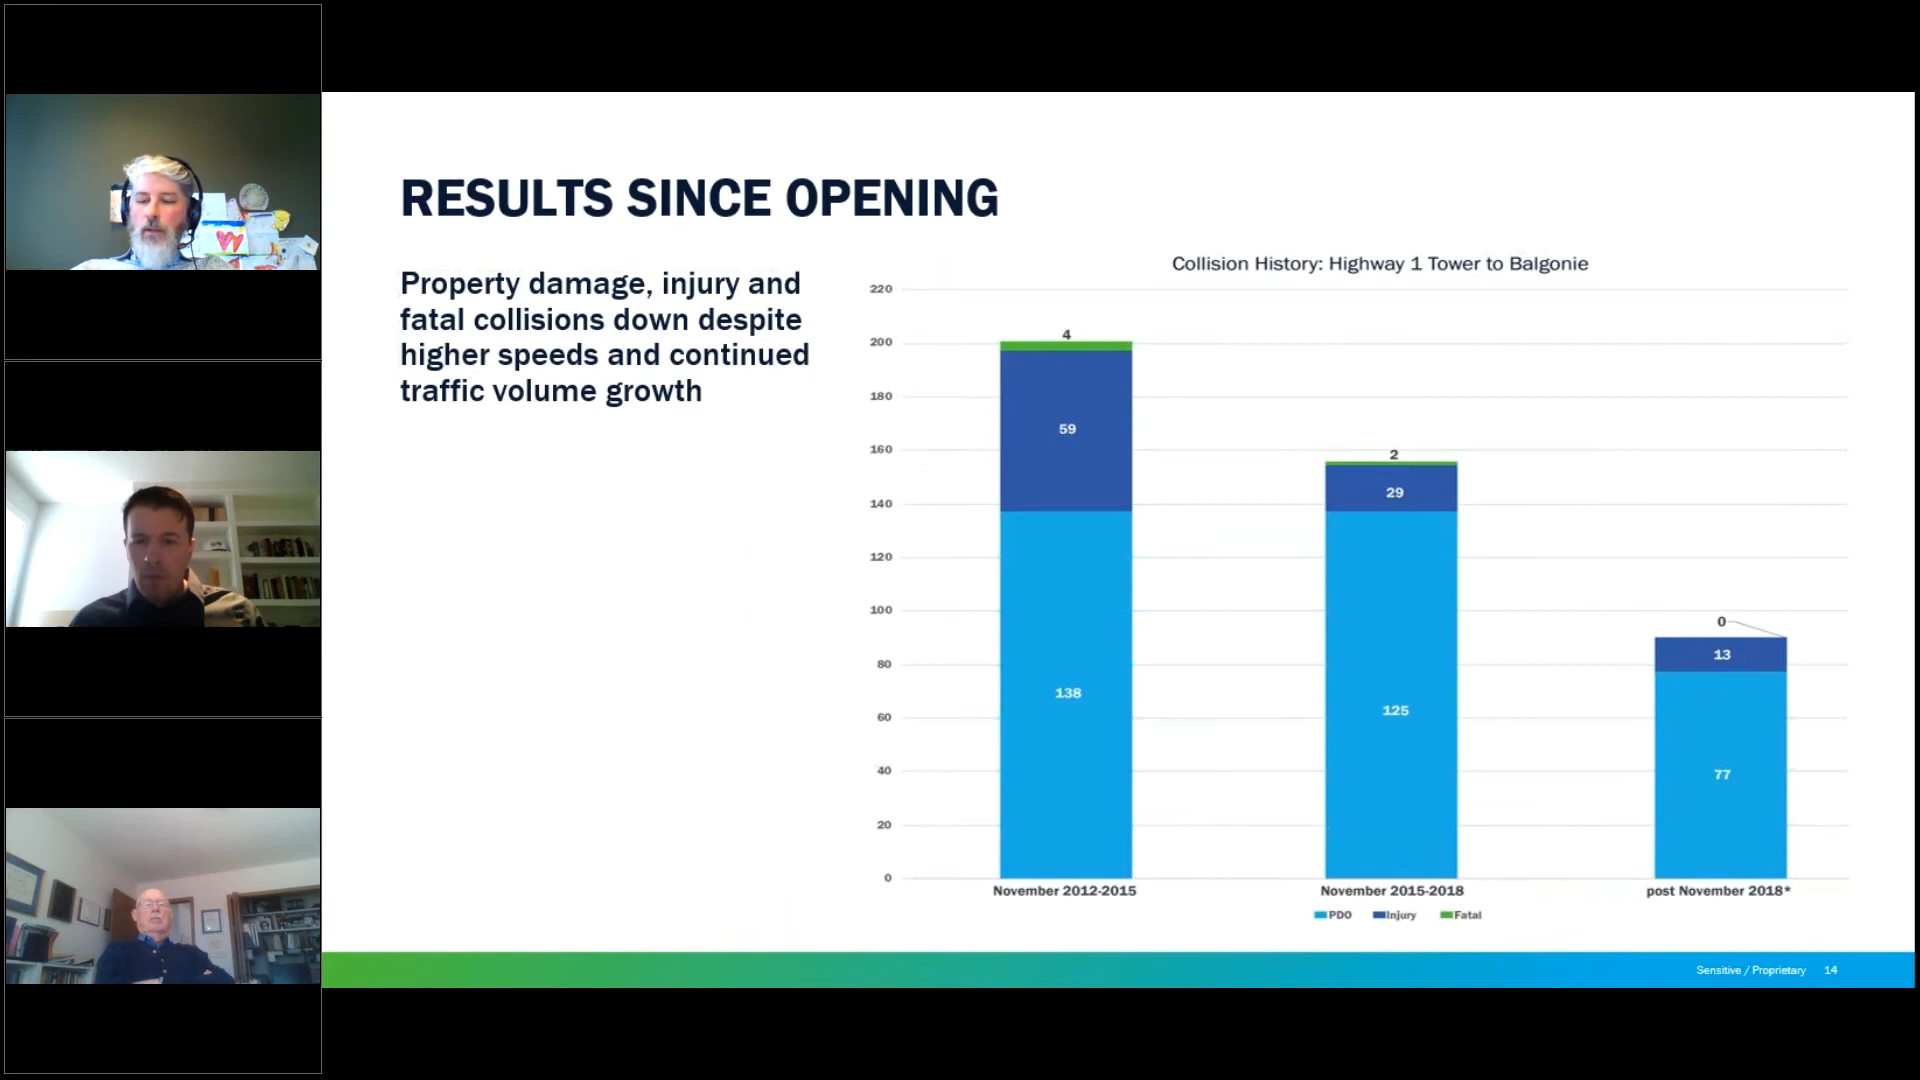 RESULTS SINCE OPENING
Property damage, injury and
fatal collisions down despite
higher speeds and continued
traffic volume growth
Collision History: Highway 1 Tower to Balgonie
220
200
180
160
140
120
100
80
60
40
20
0
4
59
138
2
29
125
0
13
77
November 2012-2015
November 2015-2018
post November 2018*
PDO Injury Fatal
Sensitive / Proprietary 14